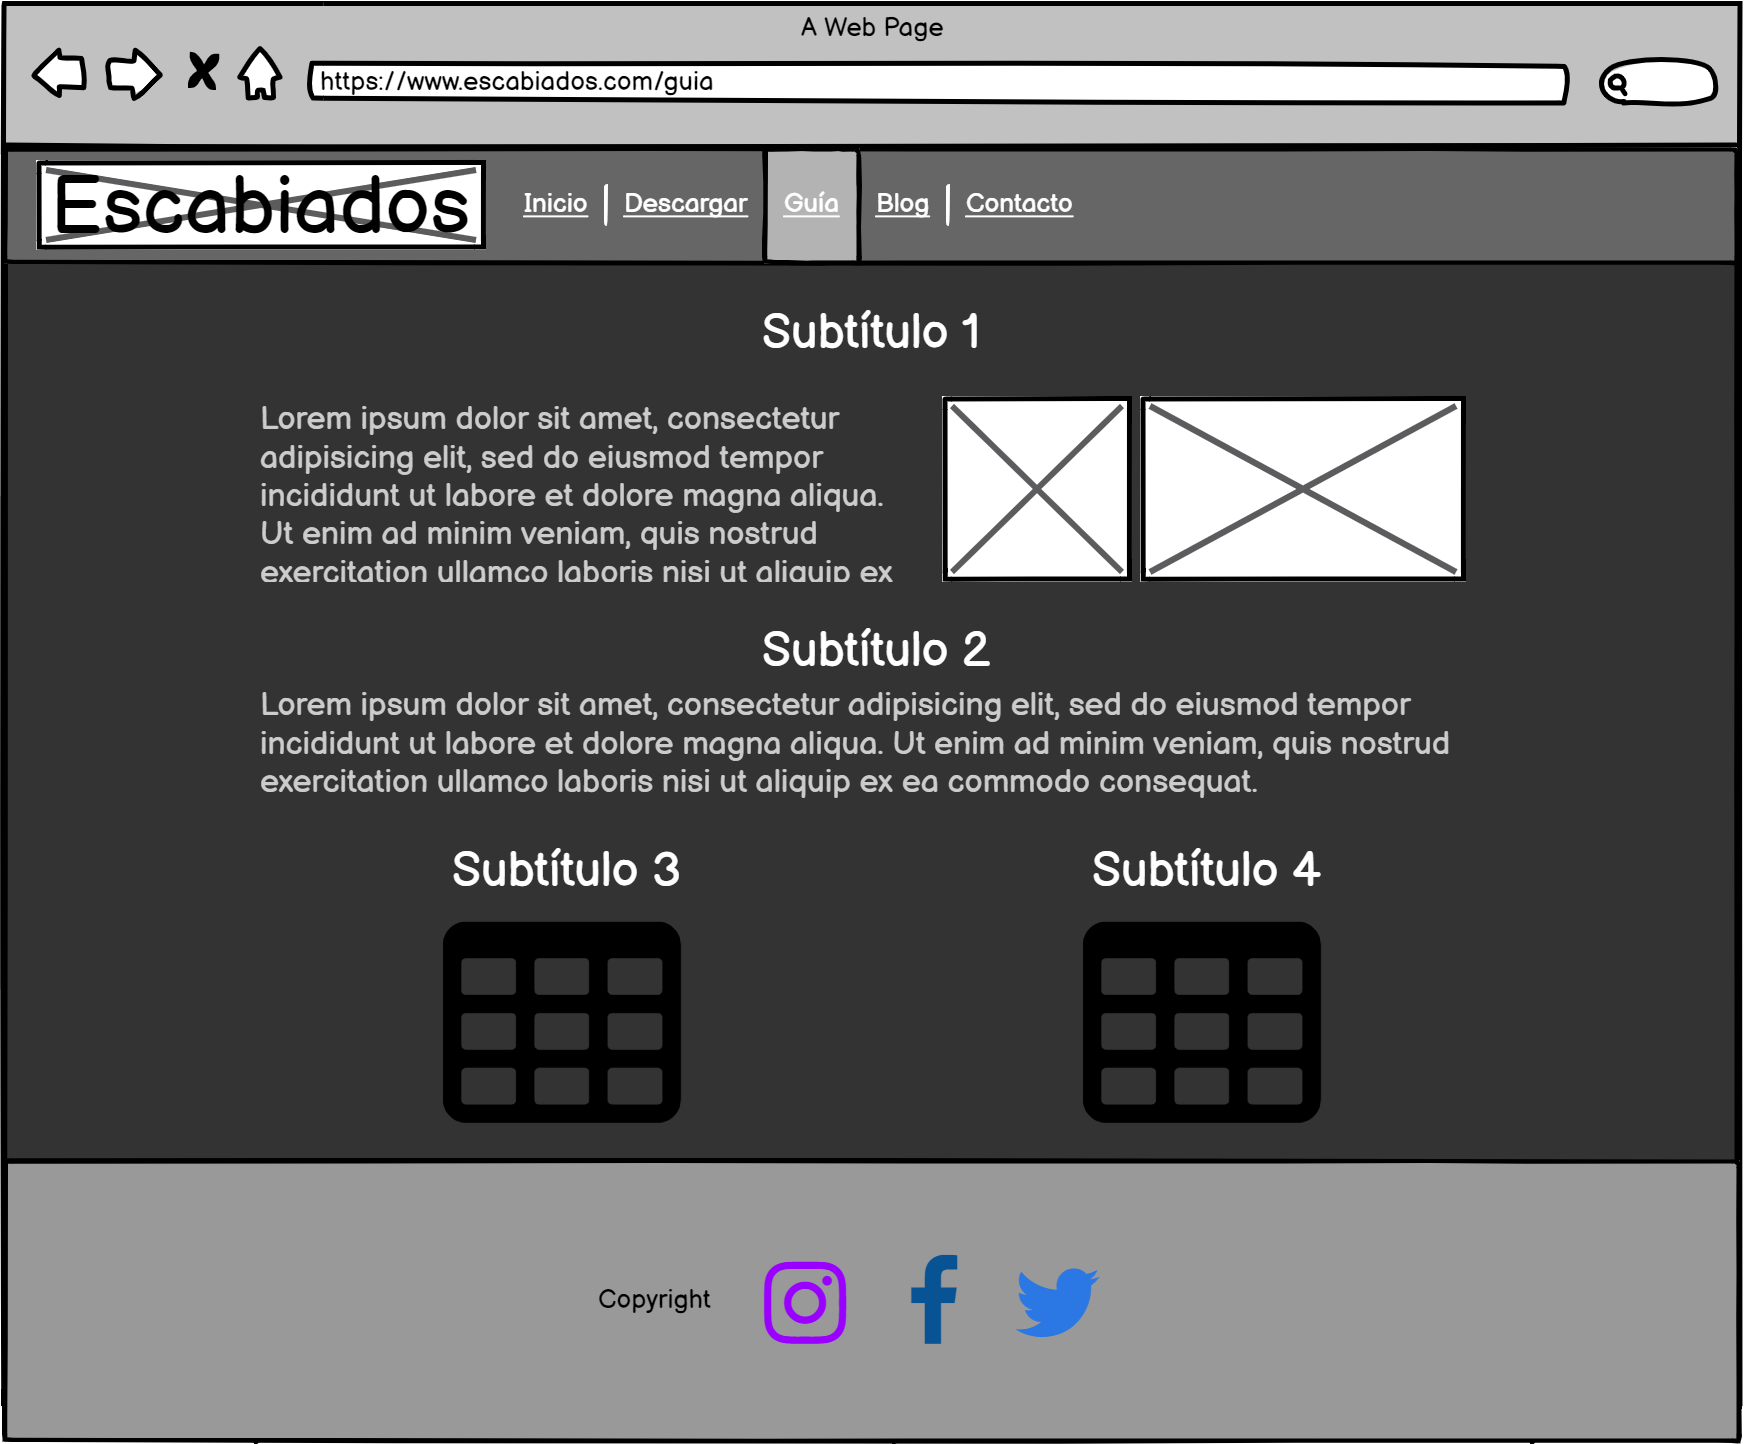 A Web Page
https://www.escabiados.com/guia
Escabiados
Inicio
Descargar
Guía
Blog
Contacto
Subtítulo 1
Lorem ipsum dolor sit amet, consectetur
adipisicing elit, sed do eiusmod tempor
incididunt ut labore et dolore magna aliqua.
Ut enim ad minim veniam, quis nostrud
exercitation ullamco laboris nisi ut aliquip ex
Subtítulo 2
Lorem ipsum dolor sit amet, consectetur adipisicing elit, sed do eiusmod tempor
incididunt ut labore et dolore magna aliqua. Ut enim ad minim veniam, quis nostrud
exercitation ullamco laboris nisi ut aliquip ex ea commodo consequat.
Subtítulo 3
Subtítulo 4
Copyright